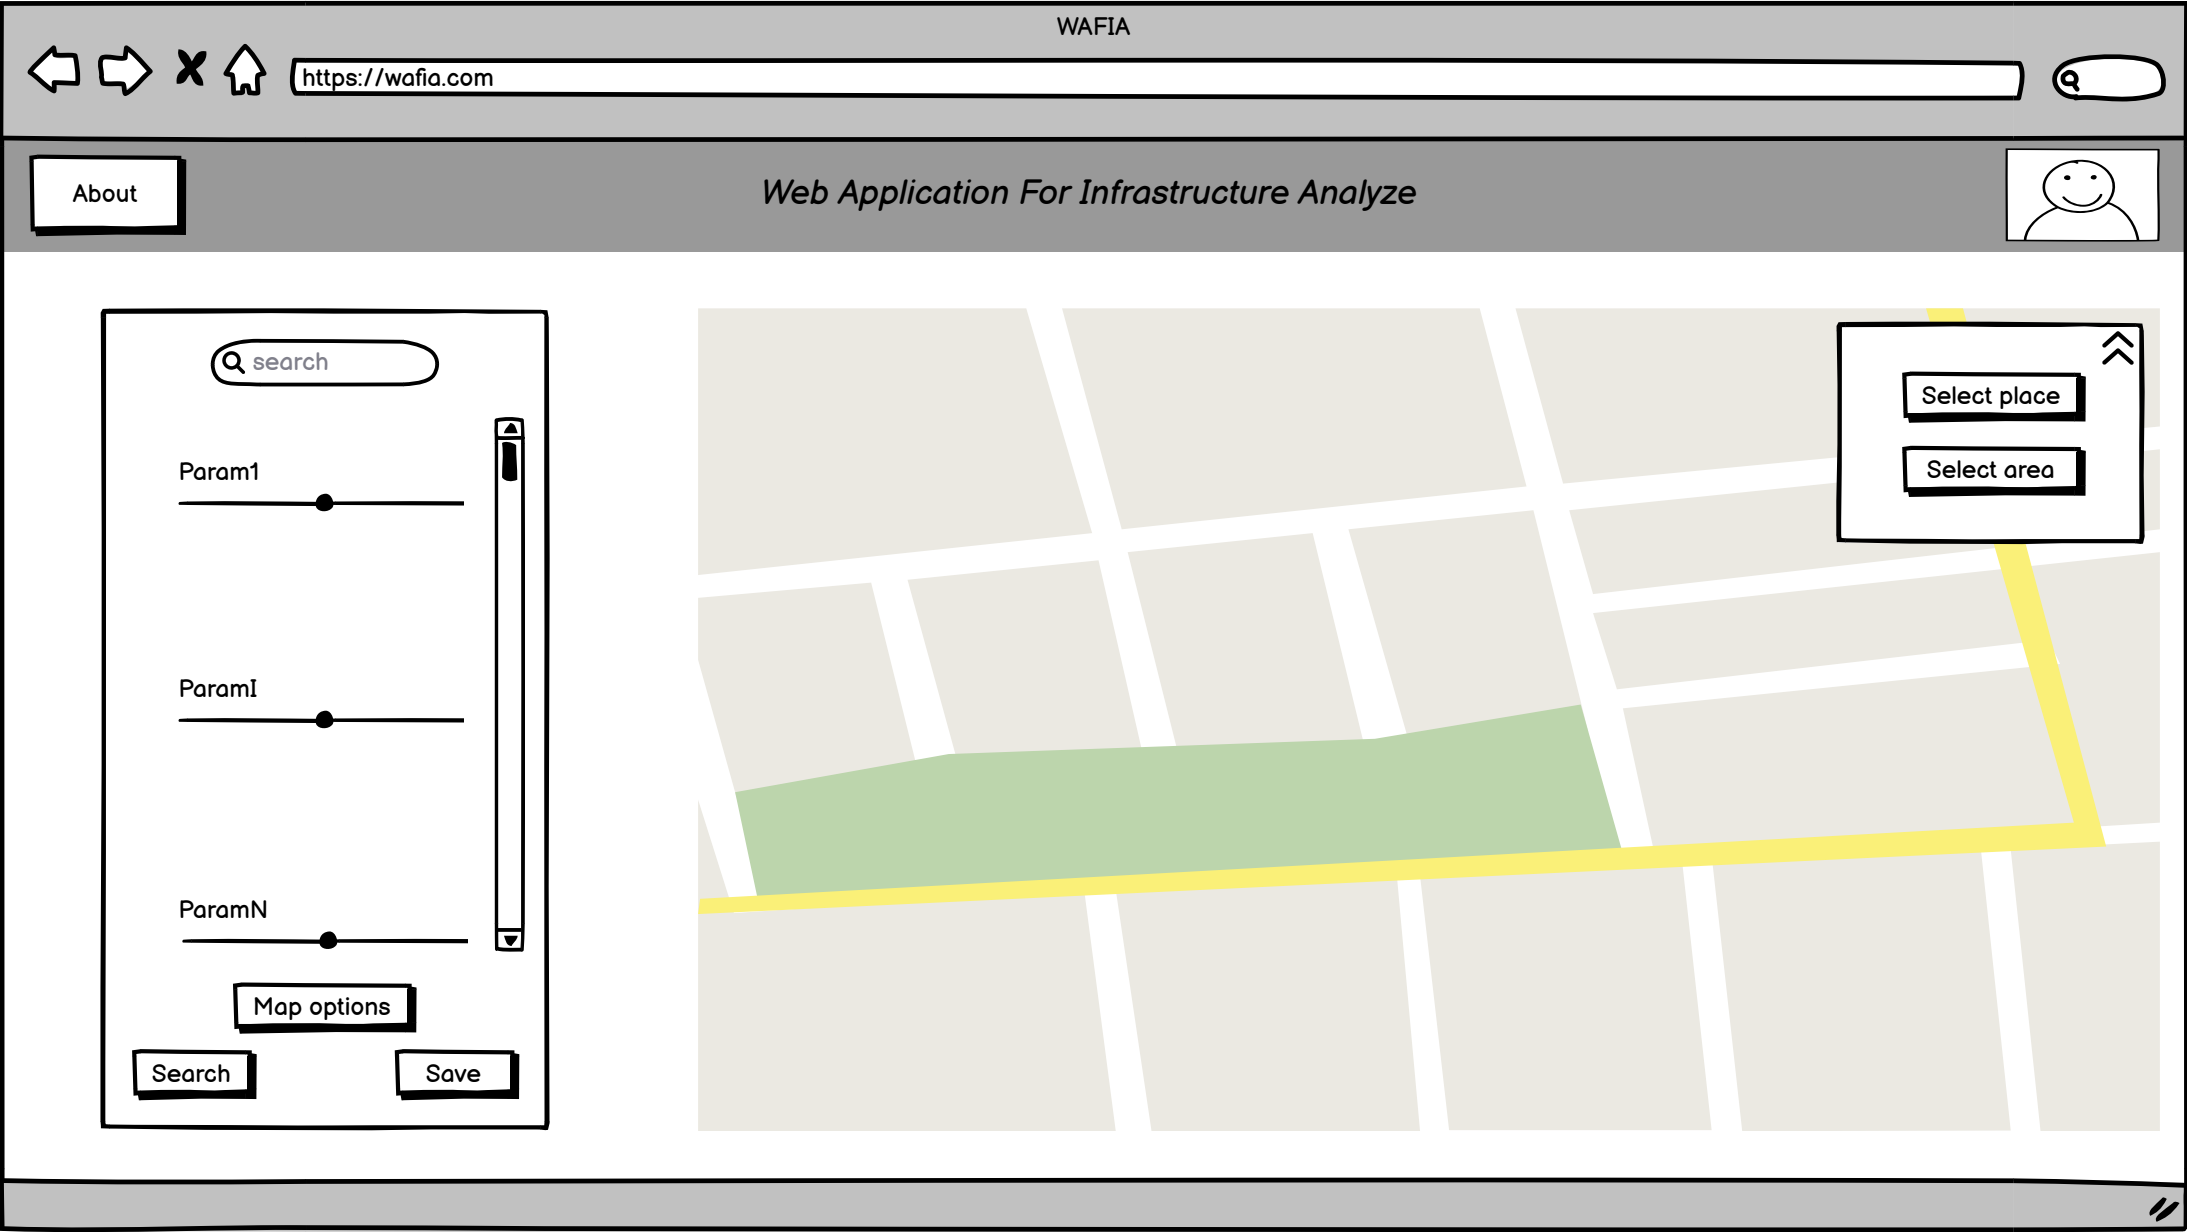 WAFIA
https://wafia.com
About
Web Application For Infrastructure Analyze
search
Param1
ParamI
ParamN
Map options
Search
Save
Select place
Select area